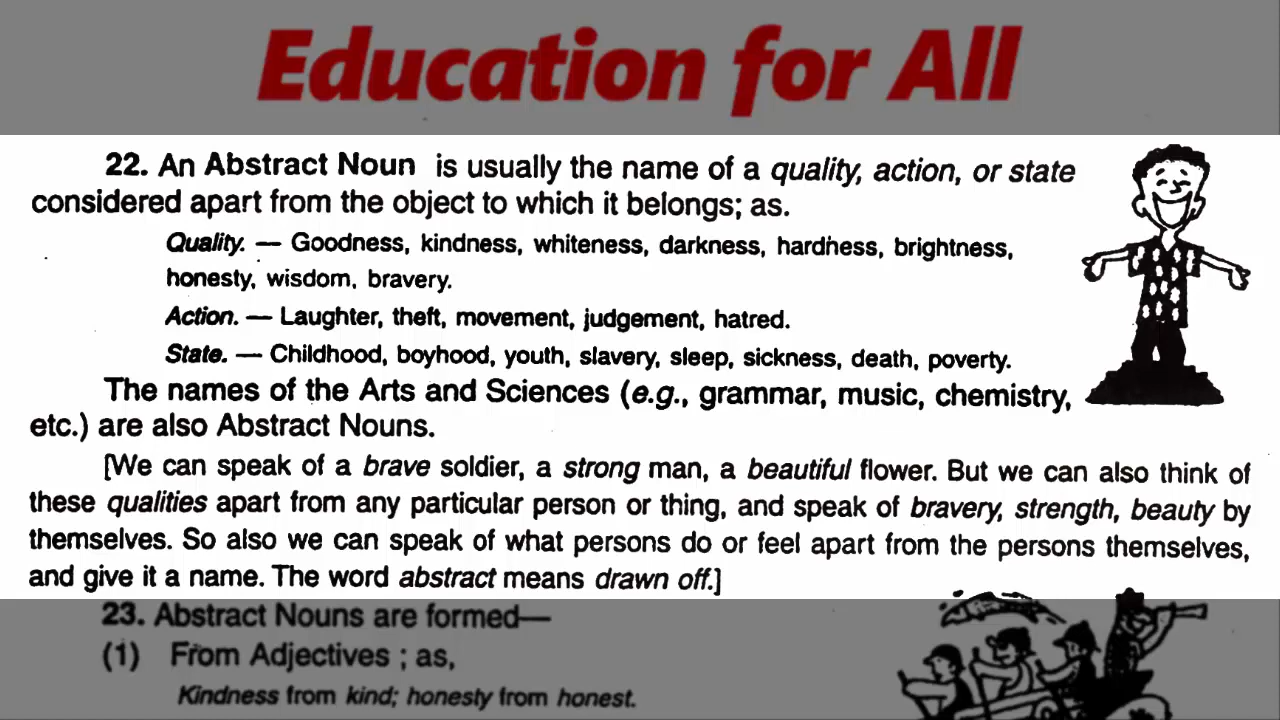 Education for All
22. An Abstract Noun is usually the name of a quality, action, or state
considered apart from the object to which it belongs; as.
Quality. — Goodness, kindness, whiteness, darkness, hardness, brightness,
honesty, wisdom, bravery.
Action. — Laughter, theft, movement, judgement, hatred.
State. — Childhood, boyhood, youth, slavery, sleep, sickness, death, poverty.
The names of the Arts and Sciences (e.g., grammar, music, chemistry,
etc.) are also Abstract Nouns.
[We can speak of a brave soldier, a strong man, a beautiful flower. But we can also think of
these qualities apart from any particular person or thing, and speak of bravery, strength, beauty by
themselves. So also we can speak of what persons do or feel apart from the persons themselves,
and give it a name. The word abstract means drawn off.]
23. Abstract Nouns are formed—
(1) From Adjectives ; as,
Kindness from kind; honesty from honest.